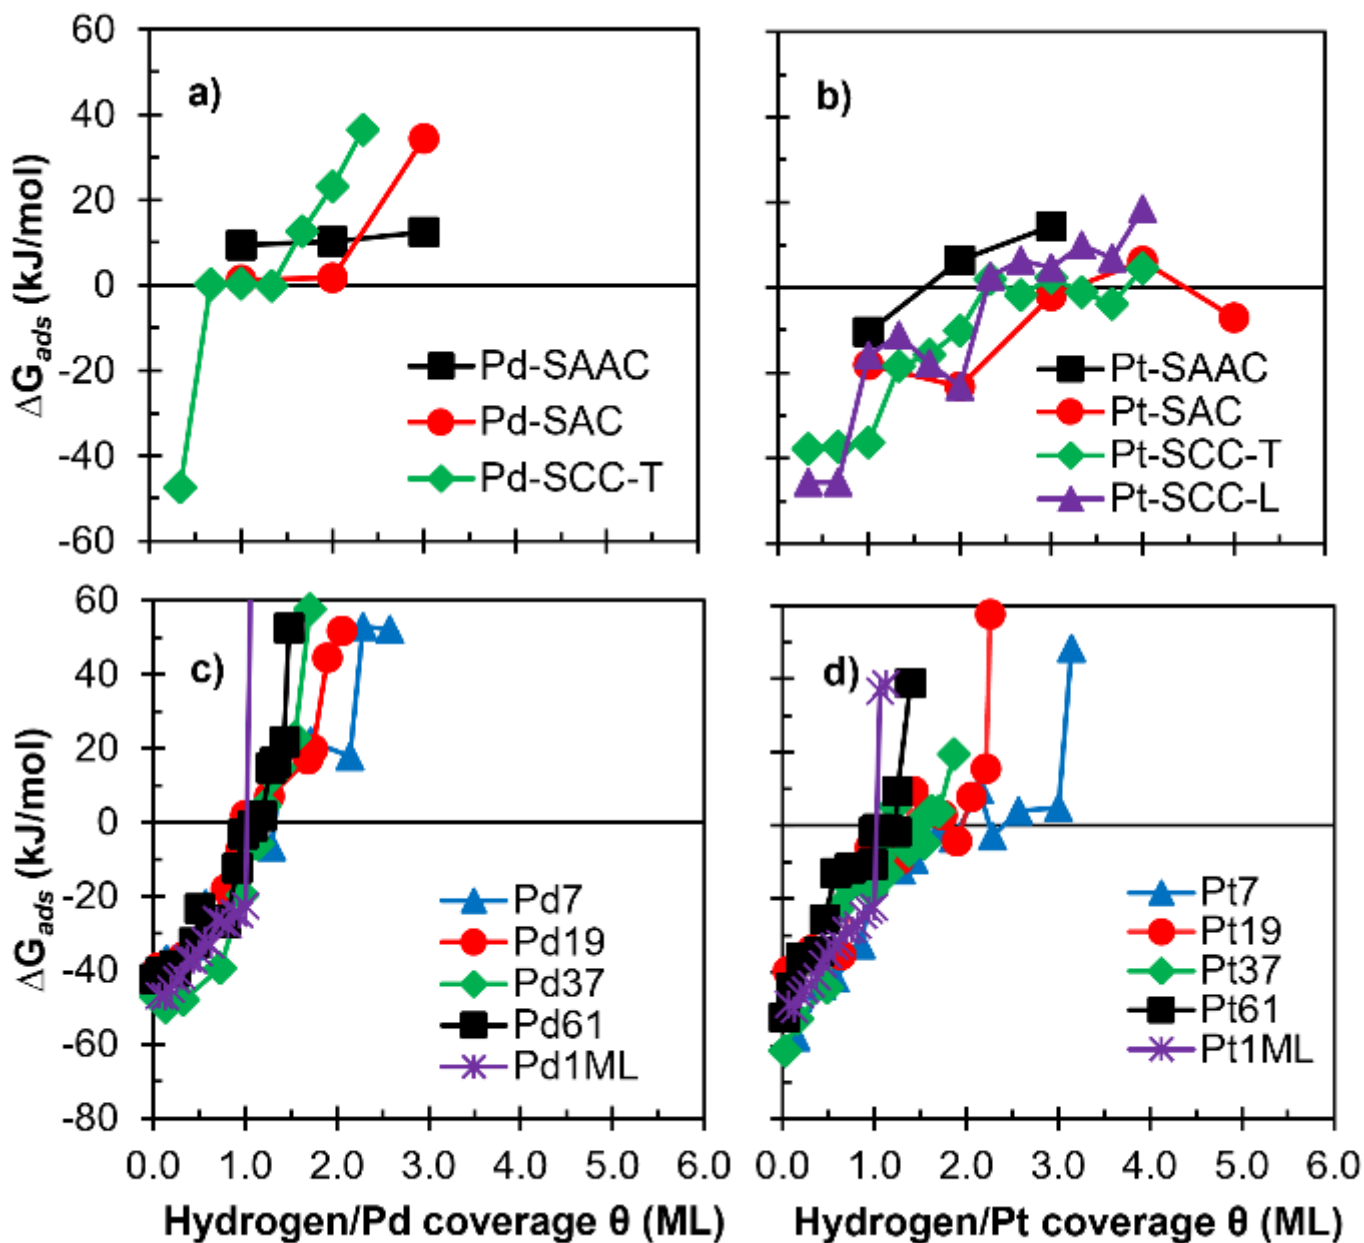 a)
b)
60
40
20
0
-20
-40
-60
ΔG_ads (kJ/mol)
Pd-SAAC
Pd-SAC
Pd-SCC-T
Pt-SAAC
Pt-SAC
Pt-SCC-T
Pt-SCC-L
c)
d)
60
40
20
0
-20
-40
-60
-80
ΔG_ads (kJ/mol)
Pd7
Pd19
Pd37
Pd61
Pd1ML
Pt7
Pt19
Pt37
Pt61
Pt1ML
0.0 1.0 2.0 3.0 4.0 5.0 6.0
0.0 1.0 2.0 3.0 4.0 5.0 6.0
Hydrogen/Pd coverage θ (ML)
Hydrogen/Pt coverage θ (ML)